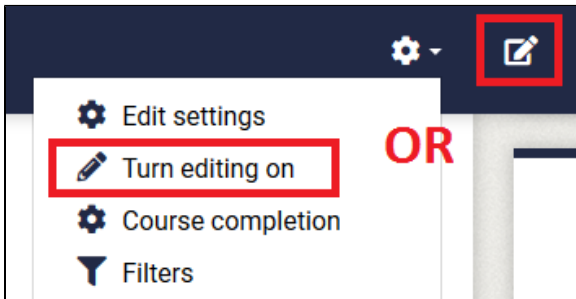 Edit settings
Turn editing on
OR
Course completion
Filters